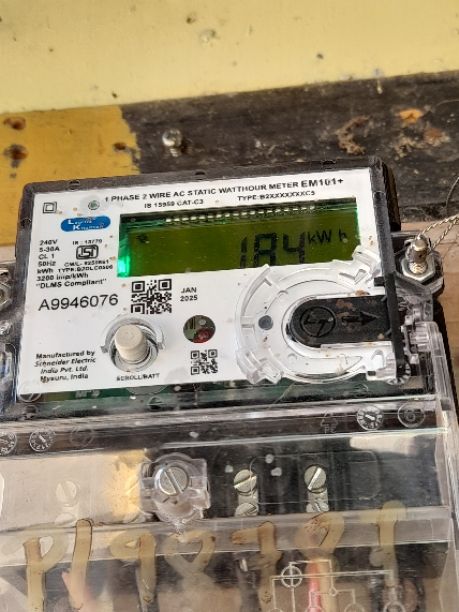 1 PHASE 2 WIRE AC STATIC WATTHOUR METER EM101+
IS 15959 CAT-C3 TYPE:B2XXXXXXXC5
240V
5-30A
CL 1
50Hz
kWh
3200 imp/kWh
"DLMS Compliant"
IS : 13779
184 kWh
A9946076
JAN
2025
SCROLL/BATT
Manufactured by
Schneider Electric
India Pvt. Ltd.
Mysuru, India